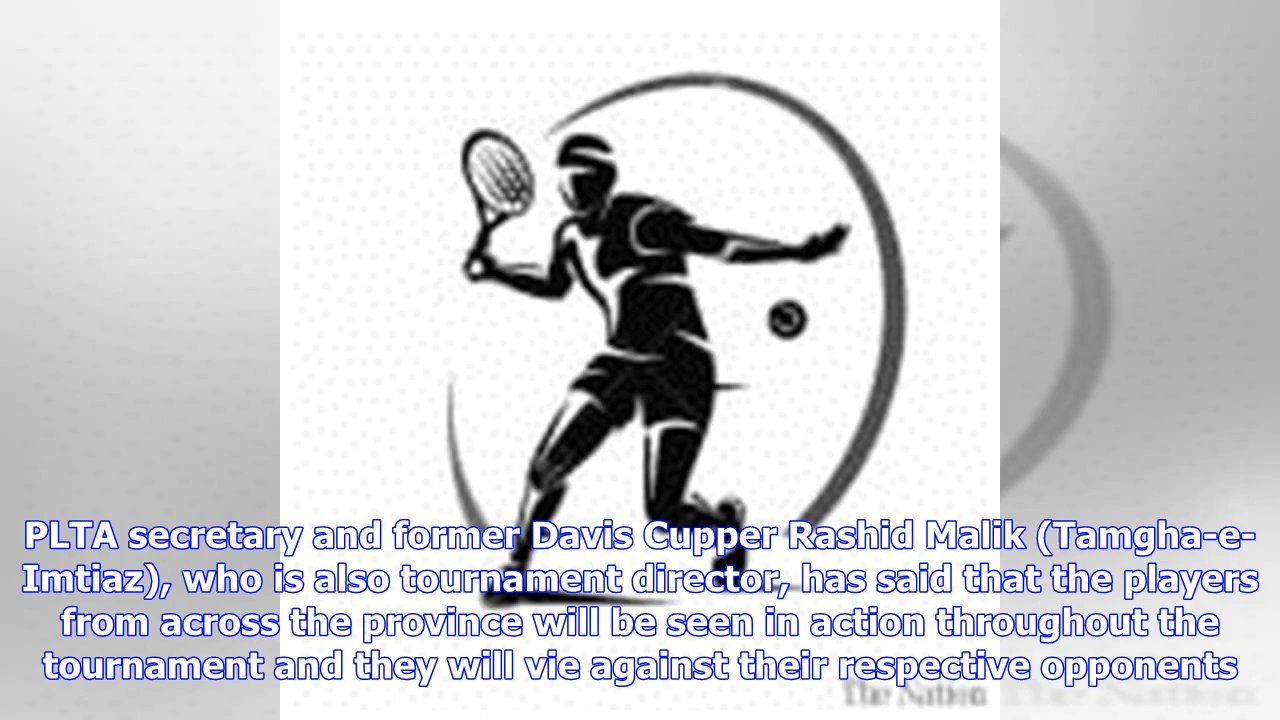 PLTA secretary and former Davis Cupper Rashid Malik (Tamgha-e-
Imtiaz), who is also tournament director, has said that the players
from across the province will be seen in action throughout the
tournament and they will vie against their respective opponents
The Nation